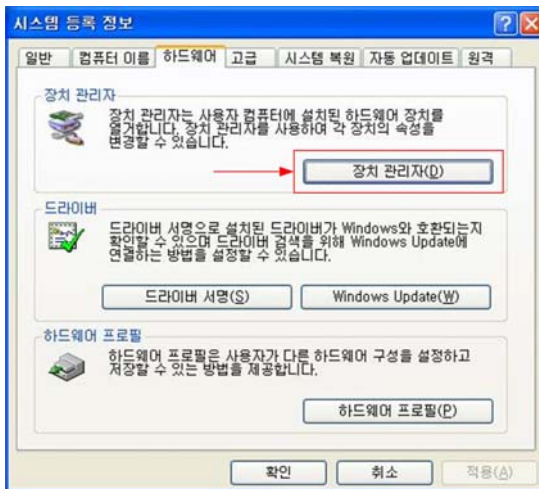 시스템 등록 정보
일반 컴퓨터 이름 하드웨어 고급 시스템 복원 자동 업데이트 원격
장치 관리자
장치 관리자는 사용자 컴퓨터에 설치된 하드웨어 장치를
열거합니다. 장치 관리자를 사용하여 각 장치의 속성을
변경할 수 있습니다.
장치 관리자(D)
드라이버
드라이버 서명으로 설치된 드라이버가 Windows와 호환되는지
확인할 수 있으며 드라이버 검색을 위해 Windows Update에
연결하는 방법을 설정할 수 있습니다.
드라이버 서명(S) Windows Update(W)
하드웨어 프로필
하드웨어 프로필은 사용자가 다른 하드웨어 구성을 설정하고
저장할 수 있는 방법을 제공합니다.
하드웨어 프로필(P)
확인 취소 적용(A)